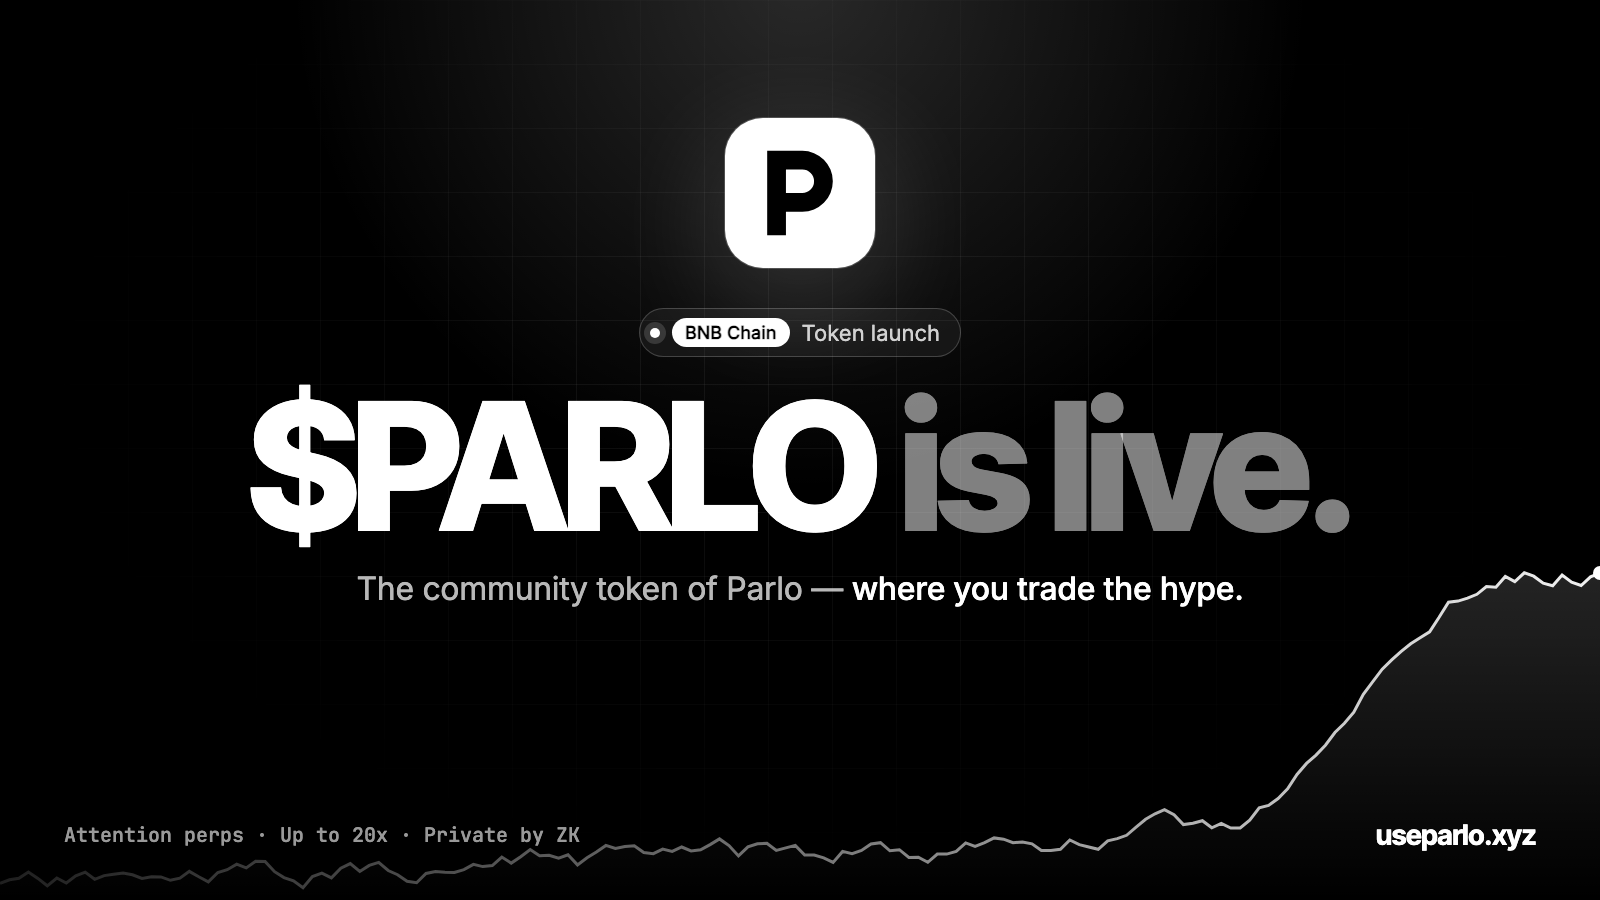 P
BNB Chain Token launch
$PARLO is live.
The community token of Parlo — where you trade the hype.
Attention perps · Up to 20x · Private by ZK
useparlo.xyz